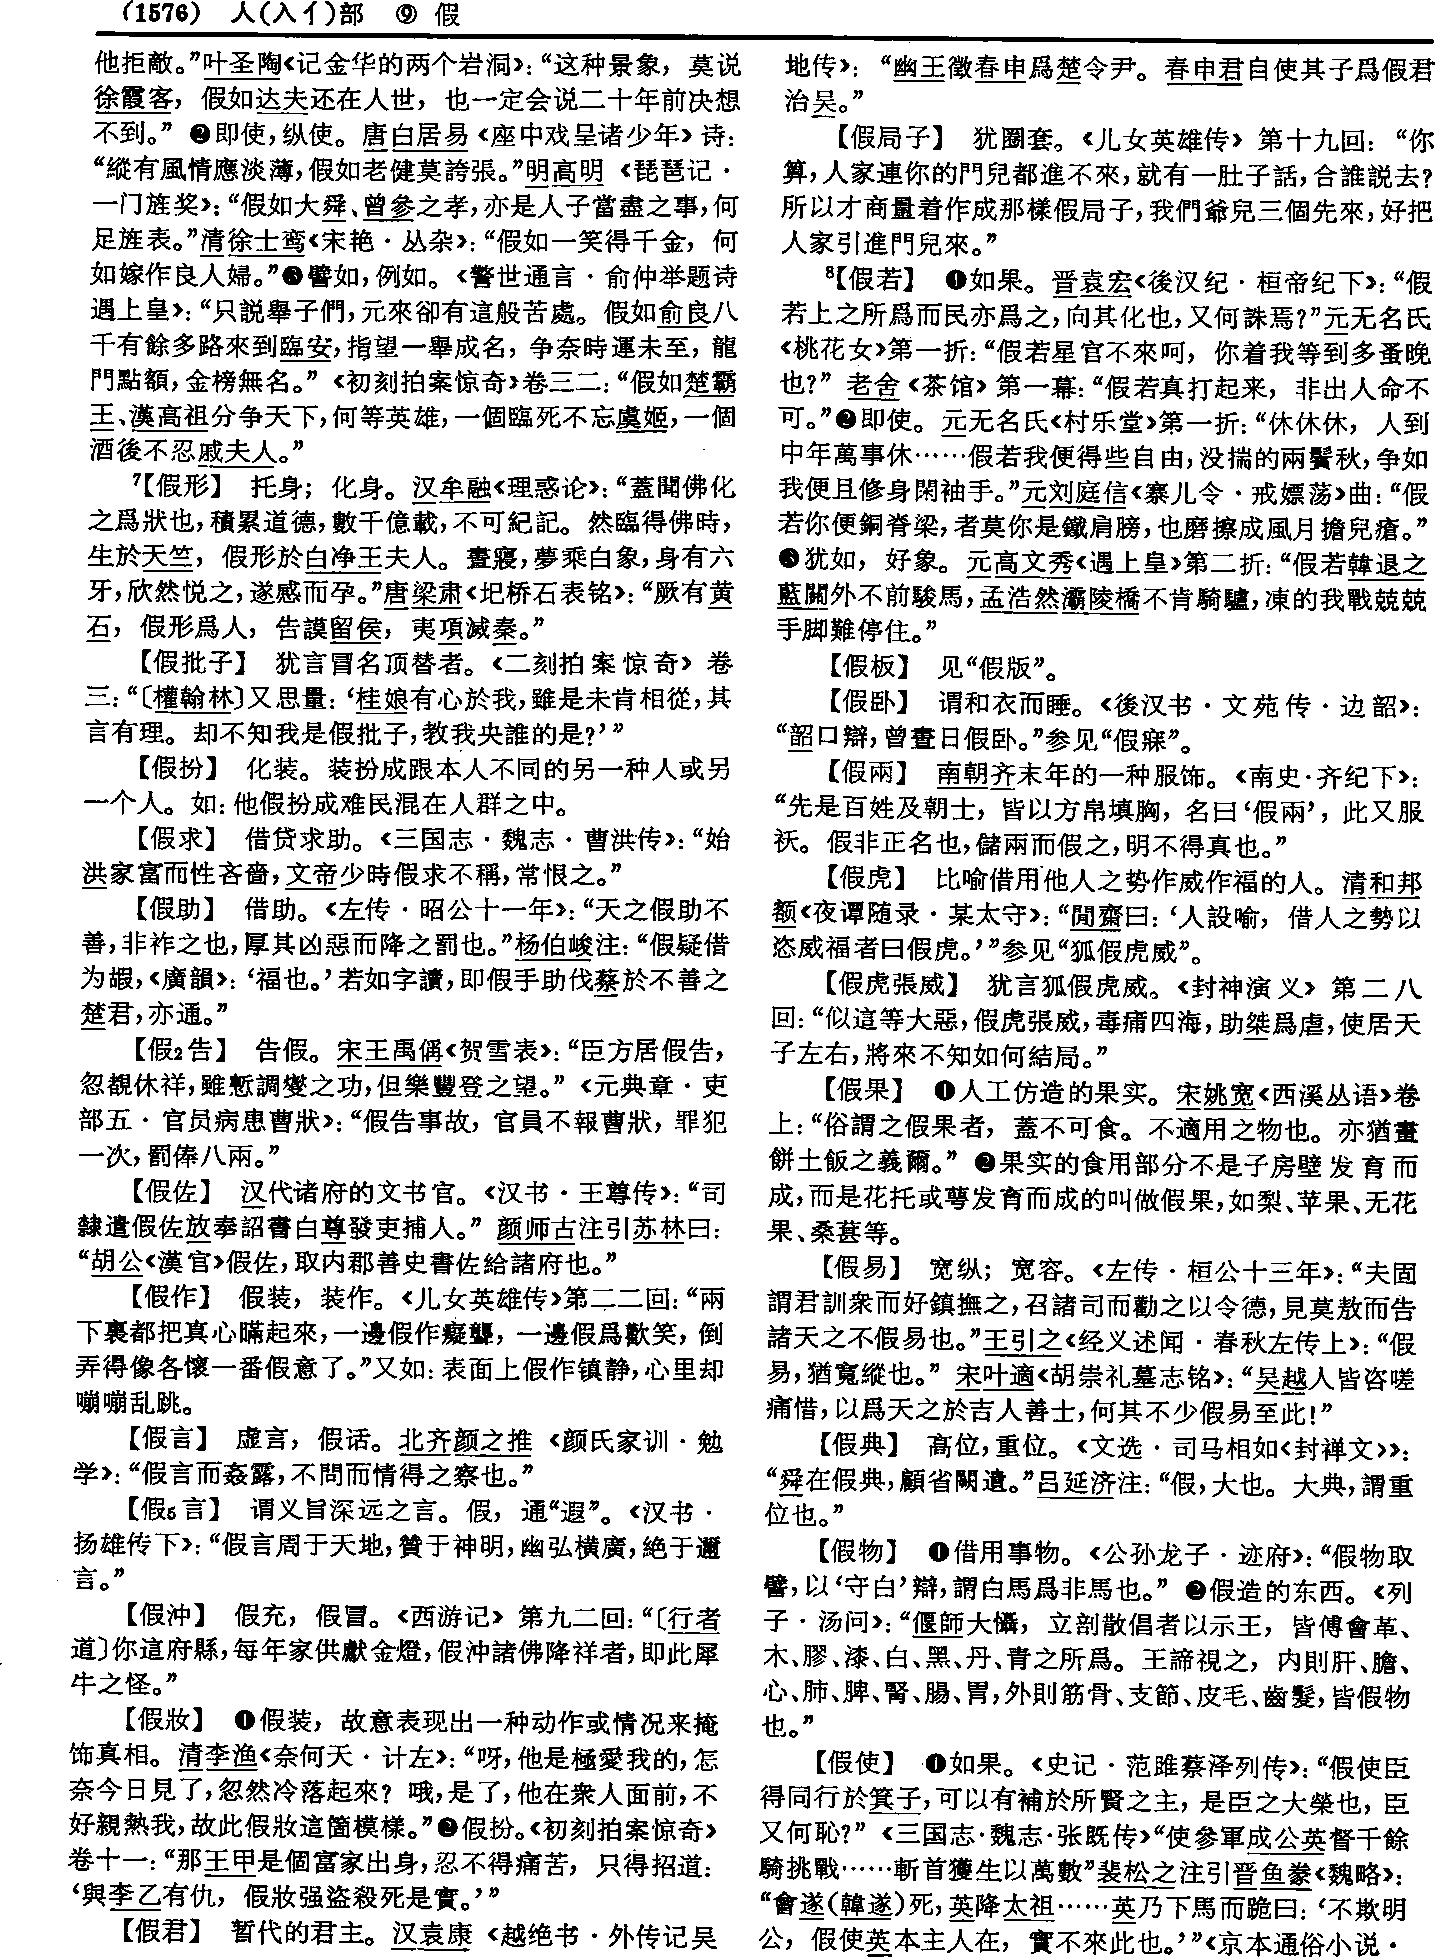 (1576) 人(入亻)部 ⑨ 假
他拒敵。”叶圣陶《记金华的两个岩洞》：“这种景象，莫说
徐霞客，假如达夫还在人世，也一定会说二十年前决想
不到。” ❷即使，纵使。唐白居易《座中戏呈诸少年》诗：
“縱有風情應淡薄，假如老健莫誇張。”明高明《琵琶记·
一门旌奖》：“假如大舜、曾參之孝，亦是人子當盡之事，何
足旌表。”清徐士鸾《宋艳·丛杂》：“假如一笑得千金，何
如嫁作良人婦。”❸譬如，例如。《警世通言·俞仲举题诗
遇上皇》：“只説舉子們，元來卻有這般苦處。假如俞良八
千有餘多路來到臨安，指望一舉成名，争奈時運未至，龍
門點額，金榜無名。”《初刻拍案惊奇》卷三二：“假如楚霸
王、漢高祖分争天下，何等英雄，一個臨死不忘虞姬，一個
酒後不忍戚夫人。”
⁷【假形】 托身；化身。汉牟融《理惑论》：“蓋聞佛化
之爲狀也，積累道德，數千億載，不可紀記。然臨得佛時，
生於天竺，假形於白净王夫人。晝寢，夢乘白象，身有六
牙，欣然悦之，遂感而孕。”唐梁肃《圯桥石表铭》：“厥有黄
石，假形爲人，告謨留侯，夷項滅秦。”
【假批子】 犹言冒名顶替者。《二刻拍案惊奇》卷
三：“〔權翰林〕又思量：‘桂娘有心於我，雖是未肯相從，其
言有理。却不知我是假批子，教我央誰的是？’”
【假扮】 化装。装扮成跟本人不同的另一种人或另
一个人。如：他假扮成难民混在人群之中。
【假求】 借贷求助。《三国志·魏志·曹洪传》：“始
洪家富而性吝嗇，文帝少時假求不稱，常恨之。”
【假助】 借助。《左传·昭公十一年》：“天之假助不
善，非祚之也，厚其凶惡而降之罰也。”杨伯峻注：“假疑借
为嘏，《廣韻》：‘福也。’若如字讀，即假手助伐蔡於不善之
楚君，亦通。”
【假₂告】 告假。宋王禹偁《贺雪表》：“臣方居假告，
忽覩休祥，雖慙調燮之功，但樂豐登之望。”《元典章·吏
部五·官员病患曹狀》：“假告事故，官員不報曹狀，罪犯
一次，罰俸八兩。”
【假佐】 汉代诸府的文书官。《汉书·王尊传》：“司
隸遣假佐放奉詔書白尊發吏捕人。”颜师古注引苏林曰：
“胡公《漢官》假佐，取内郡善史書佐給諸府也。”
【假作】 假装，装作。《儿女英雄传》第二二回：“兩
下裏都把真心瞞起來，一邊假作癡聾，一邊假爲歡笑，倒
弄得像各懷一番假意了。”又如：表面上假作镇静，心里却
嘣嘣乱跳。
【假言】 虚言，假话。北齐颜之推《颜氏家训·勉
学》：“假言而姦露，不問而情得之察也。”
【假₅言】 谓义旨深远之言。假，通“遐”。《汉书·
扬雄传下》：“假言周于天地，贊于神明，幽弘横廣，絶于邇
言。”
【假沖】 假充，假冒。《西游记》第九二回：“〔行者
道〕你這府縣，每年家供獻金燈，假沖諸佛降祥者，即此犀
牛之怪。”
【假妝】 ❶假装，故意表现出一种动作或情况来掩
饰真相。清李渔《奈何天·计左》：“呀，他是極愛我的，怎
奈今日見了，忽然冷落起來？哦，是了，他在衆人面前，不
好親熱我，故此假妝這箇模樣。”❷假扮。《初刻拍案惊奇》
卷十一：“那王甲是個富家出身，忍不得痛苦，只得招道：
‘與李乙有仇，假妝强盗殺死是實。’”
【假君】 暂代的君主。汉袁康《越绝书·外传记吴
地传》：“幽王徵春申爲楚令尹。春申君自使其子爲假君
治吴。”
【假局子】 犹圈套。《儿女英雄传》第十九回：“你
算，人家連你的門兒都進不來，就有一肚子話，合誰説去？
所以才商量着作成那樣假局子，我們爺兒三個先來，好把
人家引進門兒來。”
⁸【假若】 ❶如果。晋袁宏《後汉纪·桓帝纪下》：“假
若上之所爲而民亦爲之，向其化也，又何誅焉？”元无名氏
《桃花女》第一折：“假若星官不來呵，你着我等到多蚤晚
也？”老舍《茶馆》第一幕：“假若真打起来，非出人命不
可。”❷即使。元无名氏《村乐堂》第一折：“休休休，人到
中年萬事休……假若我便得些自由，没揣的兩鬢秋，争如
我便且修身閑袖手。”元刘庭信《寨儿令·戒嫖荡》曲：“假
若你便銅脊梁，者莫你是鐵肩膀，也磨擦成風月擔兒瘡。”
❸犹如，好象。元高文秀《遇上皇》第二折：“假若韓退之
藍關外不前駿馬，孟浩然灞陵橋不肯騎驢，凍的我戰兢兢
手脚難停住。”
【假板】 见“假版”。
【假卧】 谓和衣而睡。《後汉书·文苑传·边韶》：
“韶口辯，曾晝日假卧。”参见“假寐”。
【假兩】 南朝齐末年的一种服饰。《南史·齐纪下》：
“先是百姓及朝士，皆以方帛填胸，名曰‘假兩’，此又服
祅。假非正名也，儲兩而假之，明不得真也。”
【假虎】 比喻借用他人之势作威作福的人。清和邦
额《夜谭随录·某太守》：“閒齋曰：‘人設喻，借人之勢以
恣威福者曰假虎。’”参见“狐假虎威”。
【假虎張威】 犹言狐假虎威。《封神演义》第二八
回：“似這等大惡，假虎張威，毒痡四海，助桀爲虐，使居天
子左右，將來不知如何結局。”
【假果】 ❶人工仿造的果实。宋姚宽《西溪丛语》卷
上：“俗謂之假果者，蓋不可食。不適用之物也。亦猶畫
餅土飯之義爾。” ❷果实的食用部分不是子房壁发育而
成，而是花托或萼发育而成的叫做假果，如梨、苹果、无花
果、桑葚等。
【假易】 宽纵；宽容。《左传·桓公十三年》：“夫固
謂君訓衆而好鎮撫之，召諸司而勸之以令德，見莫敖而告
諸天之不假易也。”王引之《经义述闻·春秋左传上》：“假
易，猶寬縱也。”宋叶適《胡崇礼墓志铭》：“吴越人皆咨嗟
痛惜，以爲天之於吉人善士，何其不少假易至此！”
【假典】 高位，重位。《文选·司马相如〈封禅文〉》：
“舜在假典，顧省闕遺。”吕延济注：“假，大也。大典，謂重
位也。”
【假物】 ❶借用事物。《公孙龙子·迹府》：“假物取
譬，以‘守白’辯，謂白馬爲非馬也。” ❷假造的东西。《列
子·汤问》：“偃師大懾，立剖散倡者以示王，皆傅會革、
木、膠、漆、白、黑、丹、青之所爲。王諦視之，内則肝、膽、
心、肺、脾、腎、腸、胃，外則筋骨、支節、皮毛、齒髮，皆假物
也。”
【假使】 ❶如果。《史记·范雎蔡泽列传》：“假使臣
得同行於箕子，可以有補於所賢之主，是臣之大榮也，臣
又何恥？”《三国志·魏志·张既传》“使參軍成公英督千餘
騎挑戰……斬首獲生以萬數”裴松之注引晋鱼豢《魏略》：
“會遂（韓遂）死，英降太祖……英乃下馬而跪曰：‘不欺明
公，假使英本主人在，實不來此也。’”《京本通俗小说·